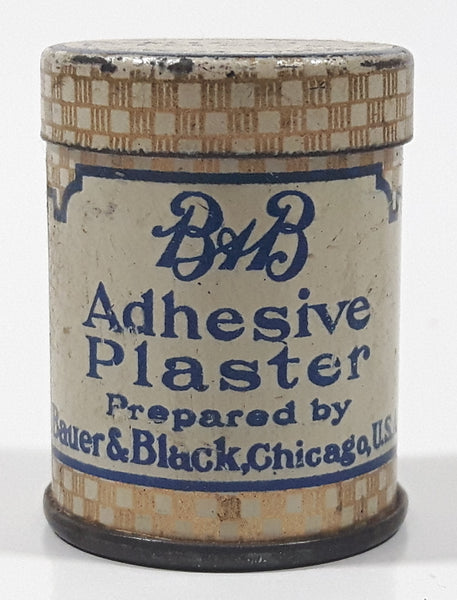 B&B
Adhesive
Plaster
Prepared by
Bauer & Black, Chicago, U.S.A.